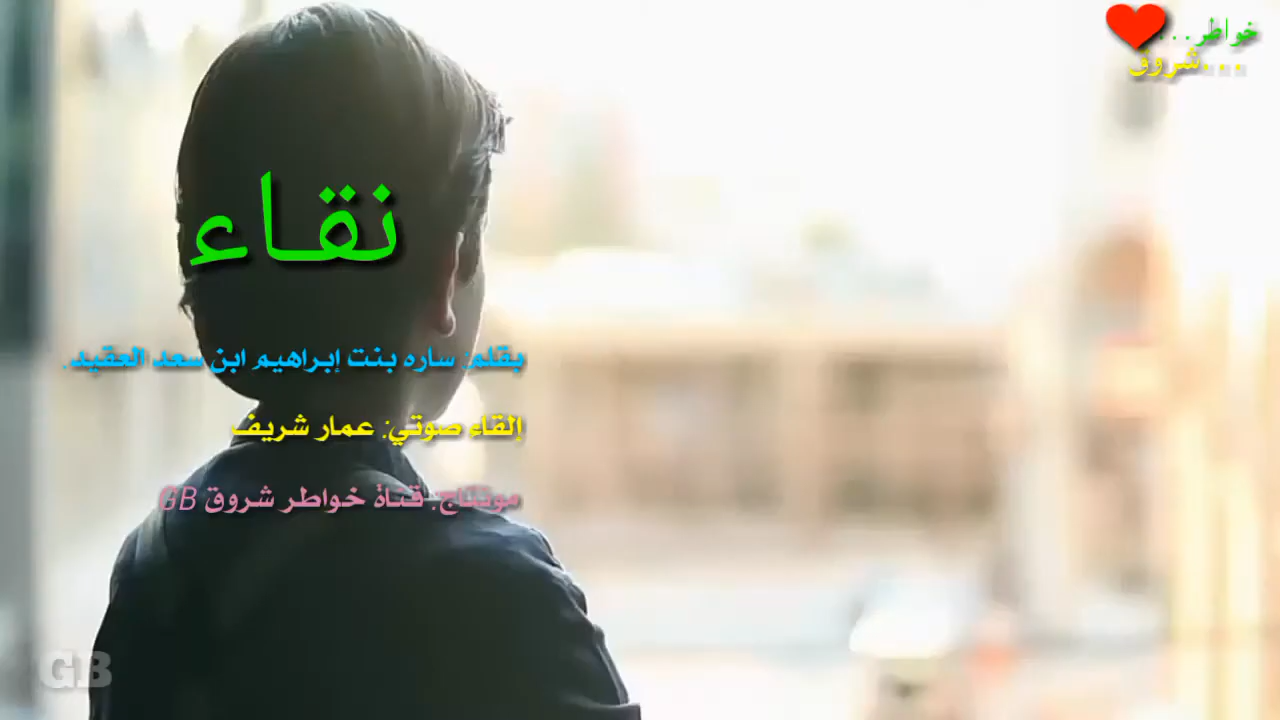 خواطر...
...شروق
نقاء
بقلم: ساره بنت إبراهيم ابن سعد العقيد.
إلقاء صوتي: عمار شريف
مونتاج: قناة خواطر شروق GB
GB